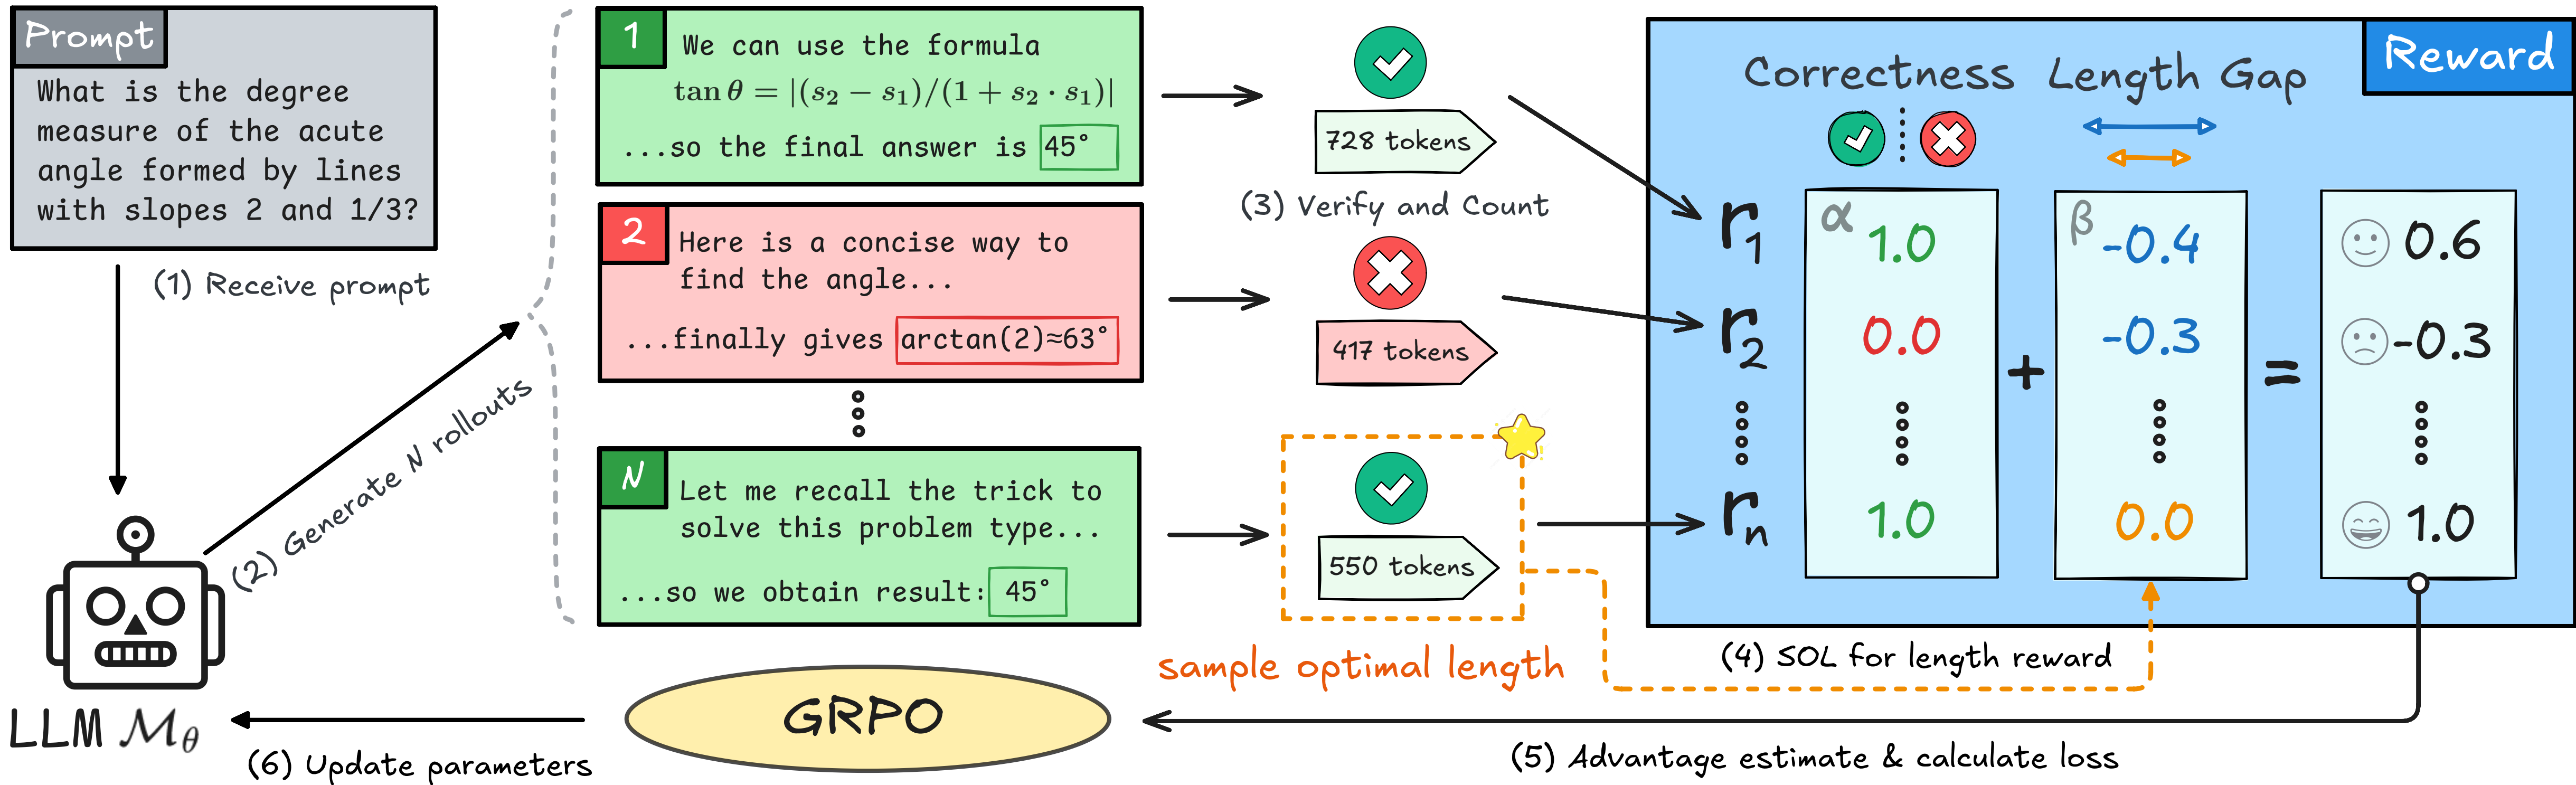 Prompt
What is the degree
measure of the acute
angle formed by lines
with slopes 2 and 1/3?
(1) Receive prompt
LLM 𝓜θ
(2) Generate N rollouts
1
We can use the formula
tan θ = |(s₂ − s₁)/(1 + s₂ · s₁)|
...so the final answer is 45°
2
Here is a concise way to
find the angle...
...finally gives arctan(2)≈63°
N
Let me recall the trick to
solve this problem type...
...so we obtain result: 45°
728 tokens
(3) Verify and Count
417 tokens
550 tokens
sample optimal length
Reward
Correctness Length Gap
α β
r₁ 1.0 -0.4 0.6
r₂ 0.0 + -0.3 = -0.3
rₙ 1.0 0.0 1.0
(4) SOL for length reward
(5) Advantage estimate & calculate loss
GRPO
(6) Update parameters